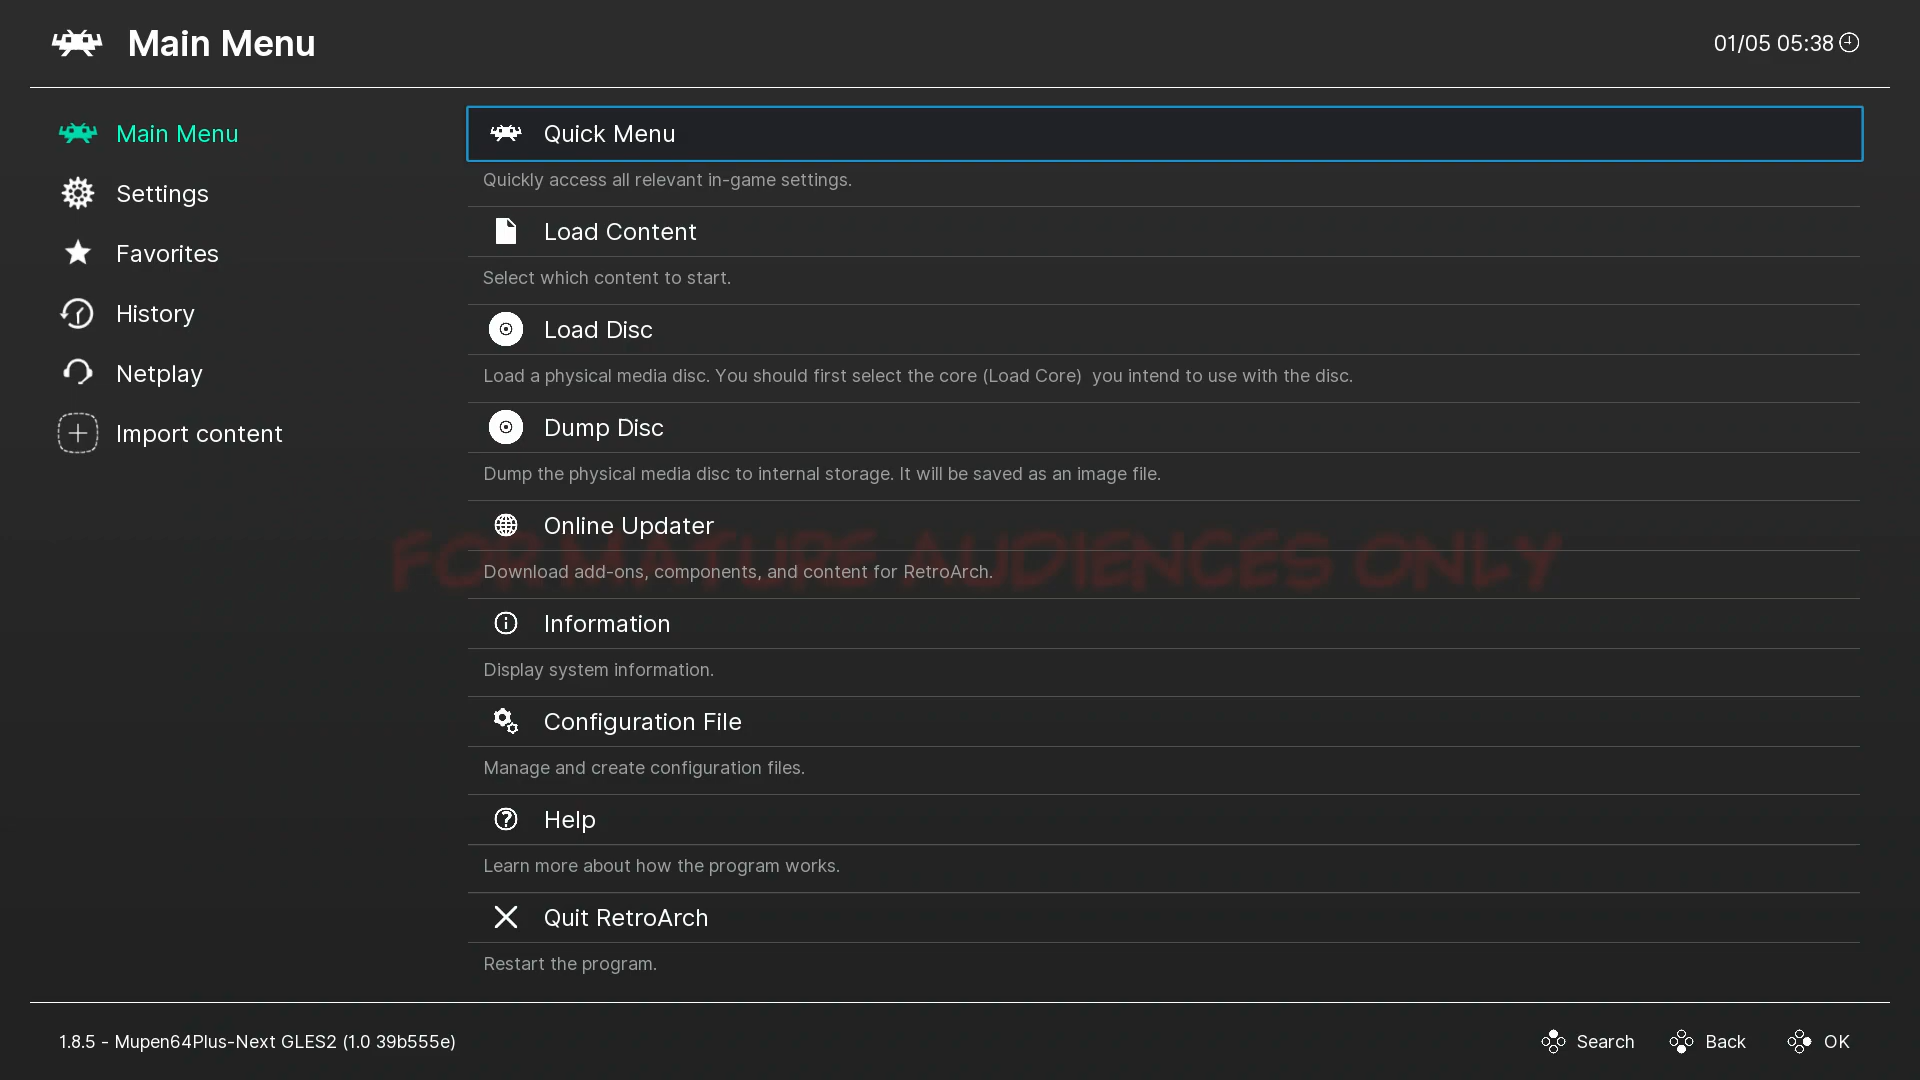 Main Menu
01/05 05:38
Main Menu
Settings
Favorites
History
Netplay
Import content
Quick Menu
Quickly access all relevant in-game settings.
Load Content
Select which content to start.
Load Disc
Load a physical media disc. You should first select the core (Load Core)  you intend to use with the disc.
Dump Disc
Dump the physical media disc to internal storage. It will be saved as an image file.
Online Updater
FOR MATURE AUDIENCES ONLY
Download add-ons, components, and content for RetroArch.
Information
Display system information.
Configuration File
Manage and create configuration files.
Help
Learn more about how the program works.
Quit RetroArch
Restart the program.
1.8.5 - Mupen64Plus-Next GLES2 (1.0 39b555e)
Search
Back
OK